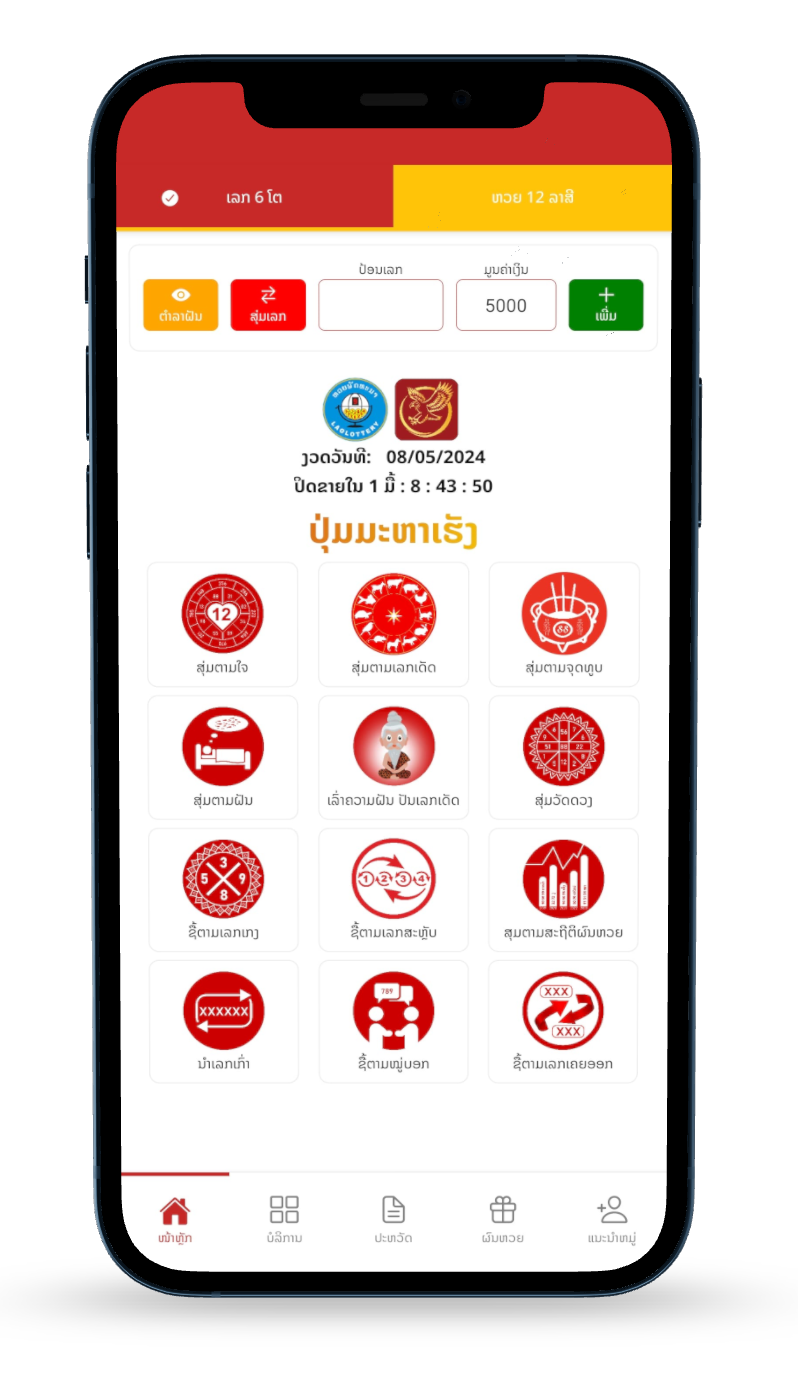 ເລກ 6 ໂຕ
ຫວຍ 12 ລາສີ
ປ້ອນເລກ
ມູນຄ່າເງິນ
ຕຳລາຝັນ
ສຸ່ມເລກ
5000
ເພີ່ມ
LAOLOTTERY
ງວດວັນທີ: 08/05/2024
ປິດຂາຍໃນ 1 ມື້ : 8 : 43 : 50
ປຸ່ມມະຫາເຮັງ
12
88
ສຸ່ມຕາມໃຈ
ສຸ່ມຕາມເລກເດັດ
ສຸ່ມຕາມຈຸດທູບ
ສຸ່ມຕາມຝັນ
ເລົ່າຄວາມຝັນ ປັນເລກເດັດ
ສຸ່ມວັດດວງ
3
5 9
8
1 2 3 4
ຊື້ຕາມເລກເກງ
ຊື້ຕາມເລກສະຫຼັບ
ສຸມຕາມສະຖີຕິຜົນຫວຍ
XXXXXX
789
XXX
XXX
ນຳເລກເກົ່າ
ຊື້ຕາມໝູ່ບອກ
ຊື້ຕາມເລກເຄຍອອກ
ໜ້າຫຼັກ
ບໍລິການ
ປະຫວັດ
ຜົນຫວຍ
ແນະນຳຫມູ່